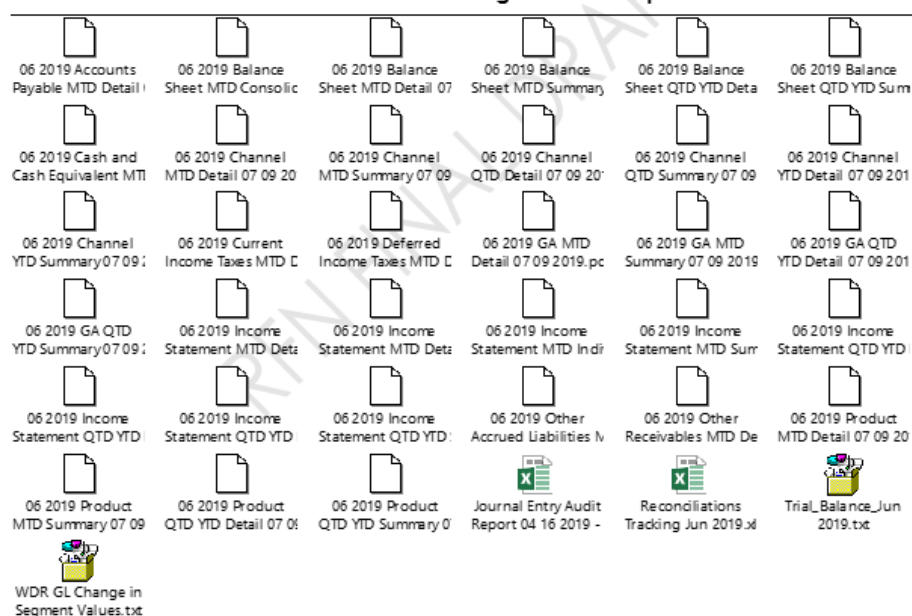 06 2019 Accounts 06 2019 Balance 06 2019 Balance 06 2019 Balance 06 2019 Balance 06 2019 Balance
Payable MTD Detail Sheet MTD Consolic Sheet MTD Detail 07 Sheet MTD Summary Sheet QTD YTD Deta Sheet QTD YTD Sum
06 2019 Cash and 06 2019 Channel 06 2019 Channel 06 2019 Channel 06 2019 Channel 06 2019 Channel
Cash Equivalent MT MTD Detail 07 09 20 MTD Summary 07 09 QTD Detail 07 09 20 QTD Summary 07 09 YTD Detail 07 09 201
06 2019 Channel 06 2019 Current 06 2019 Deferred 06 2019 GA MTD 06 2019 GA MTD 06 2019 GA QTD
YTD Summary 07 09 Income Taxes MTD D Income Taxes MTD D Detail 07 09 2019.pc Summary 07 09 2019 YTD Detail 07 09 201
06 2019 GA QTD 06 2019 Income 06 2019 Income 06 2019 Income 06 2019 Income 06 2019 Income
YTD Summary 07 09 Statement MTD Deta Statement MTD Deta Statement MTD Indir Statement MTD Sum Statement QTD YTD
06 2019 Income 06 2019 Income 06 2019 Income 06 2019 Other 06 2019 Other 06 2019 Product
Statement QTD YTD Statement QTD YTD Statement QTD YTD Accrued Liabilities M Receivables MTD De MTD Detail 07 09 20
06 2019 Product 06 2019 Product 06 2019 Product Journal Entry Audit Reconciliations Trial_Balance_Jun
MTD Summary 07 09 QTD YTD Detail 07 09 QTD YTD Summary 0 Report 04 16 2019 - Tracking Jun 2019.xl 2019.txt
WDR GL Change in
Segment Values.txt
RFN FINAL DRA